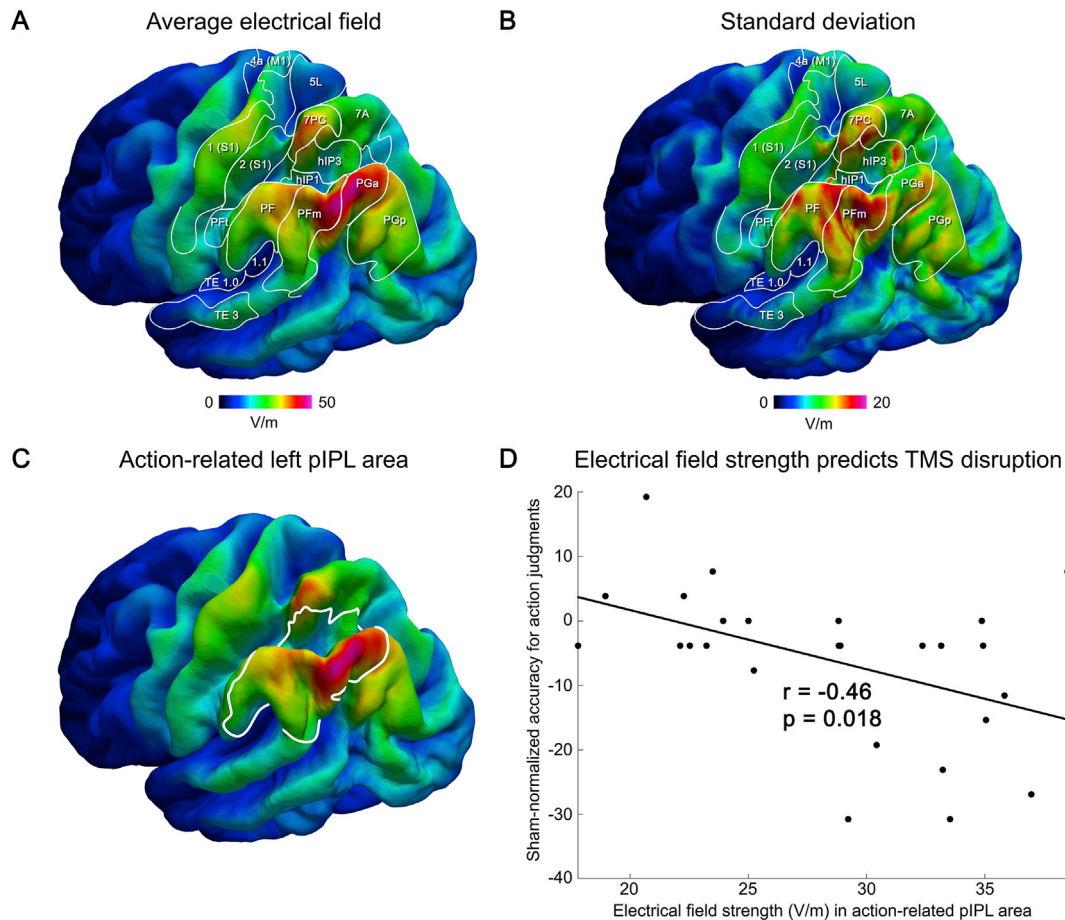 A
Average electrical field
4a (M1)
5L
7PC
7A
1 (S1)
2 (S1)
hIP3
hIP1
PGa
PF
PFm
PGp
PFt
1.1
TE 1.0
TE 3
0
50
V/m
B
Standard deviation
4a (M1)
5L
7PC
7A
1 (S1)
2 (S1)
hIP3
hIP1
PGa
PF
PFm
PGp
PFt
1.1
TE 1.0
TE 3
0
20
V/m
C
Action-related left pIPL area
D
Electrical field strength predicts TMS disruption
Sham-normalized accuracy for action judgments
20
10
0
-10
-20
-30
-40
r = -0.46
p = 0.018
20
25
30
35
Electrical field strength (V/m) in action-related pIPL area